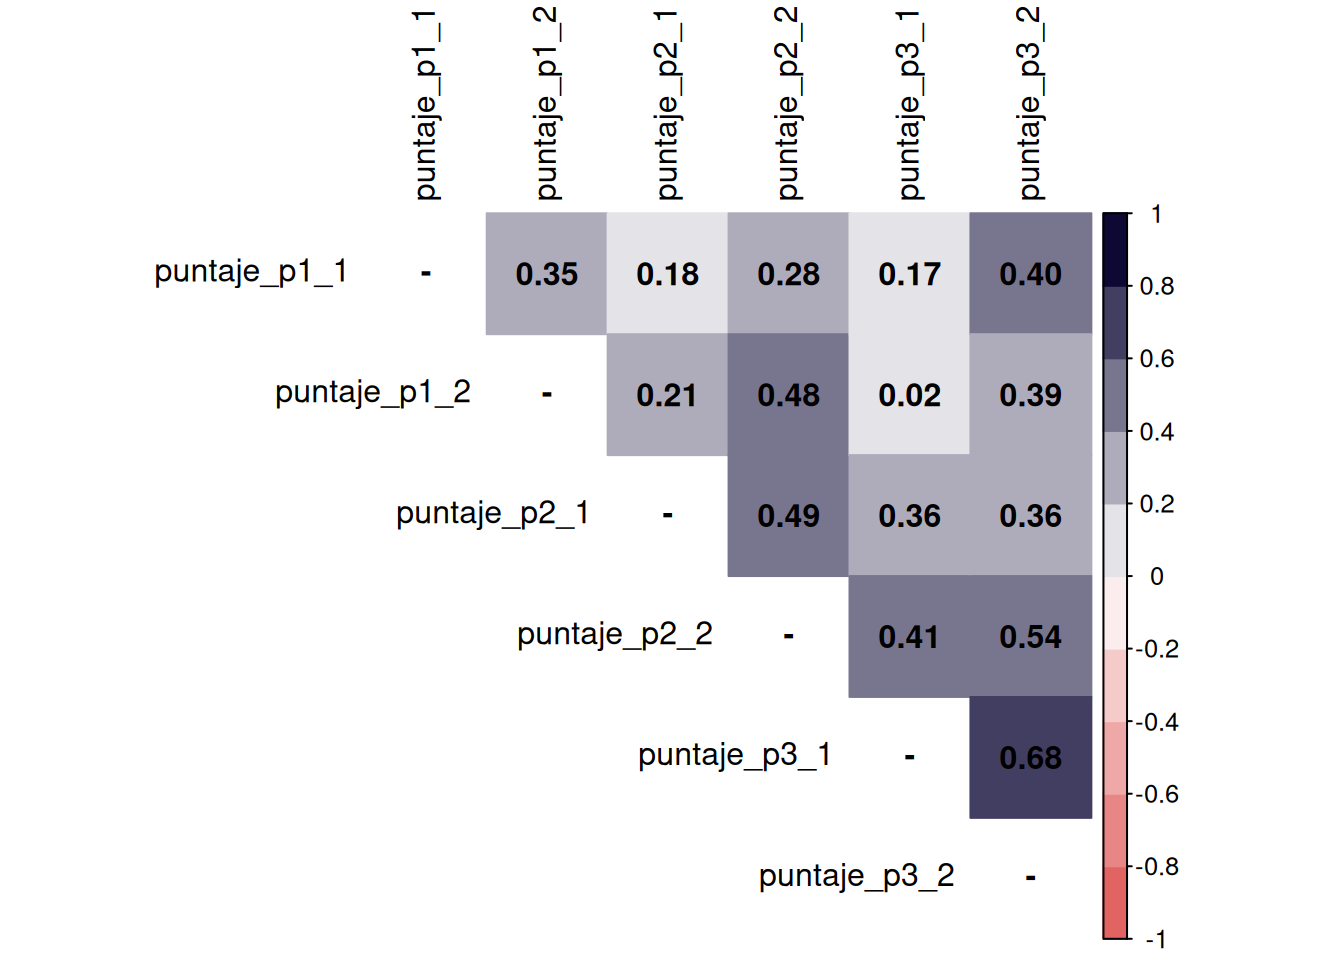 puntaje_p1_1 puntaje_p1_2 puntaje_p2_1 puntaje_p2_2 puntaje_p3_1 puntaje_p3_2
puntaje_p1_1 - 0.35 0.18 0.28 0.17 0.40
puntaje_p1_2 - 0.21 0.48 0.02 0.39
puntaje_p2_1 - 0.49 0.36 0.36
puntaje_p2_2 - 0.41 0.54
puntaje_p3_1 - 0.68
puntaje_p3_2 -
1
0.8
0.6
0.4
0.2
0
-0.2
-0.4
-0.6
-0.8
-1